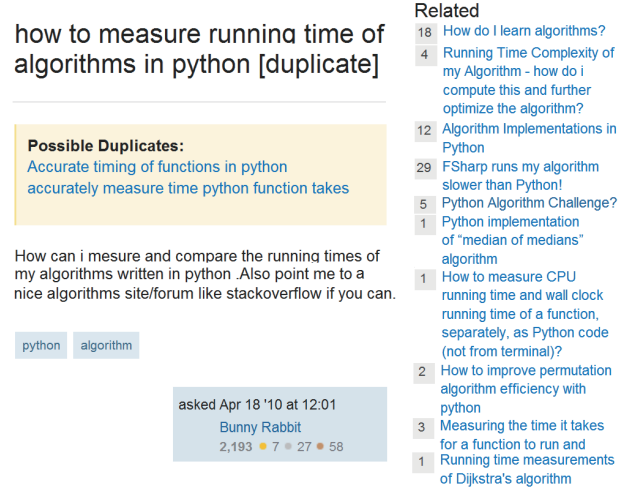 how to measure running time of
algorithms in python [duplicate]
Possible Duplicates:
Accurate timing of functions in python
accurately measure time python function takes
How can i mesure and compare the running times of
my algorithms written in python .Also point me to a
nice algorithms site/forum like stackoverflow if you can.
python algorithm
asked Apr 18 '10 at 12:01
Bunny Rabbit
2,193 7 27 58
Related
18 How do I learn algorithms?
4 Running Time Complexity of
my Algorithm - how do i
compute this and further
optimize the algorithm?
12 Algorithm Implementations in
Python
29 FSharp runs my algorithm
slower than Python!
5 Python Algorithm Challenge?
1 Python implementation
of “median of medians”
algorithm
1 How to measure CPU
running time and wall clock
running time of a function,
separately, as Python code
(not from terminal)?
2 How to improve permutation
algorithm efficiency with
python
3 Measuring the time it takes
for a function to run and
1 Running time measurements
of Dijkstra's algorithm